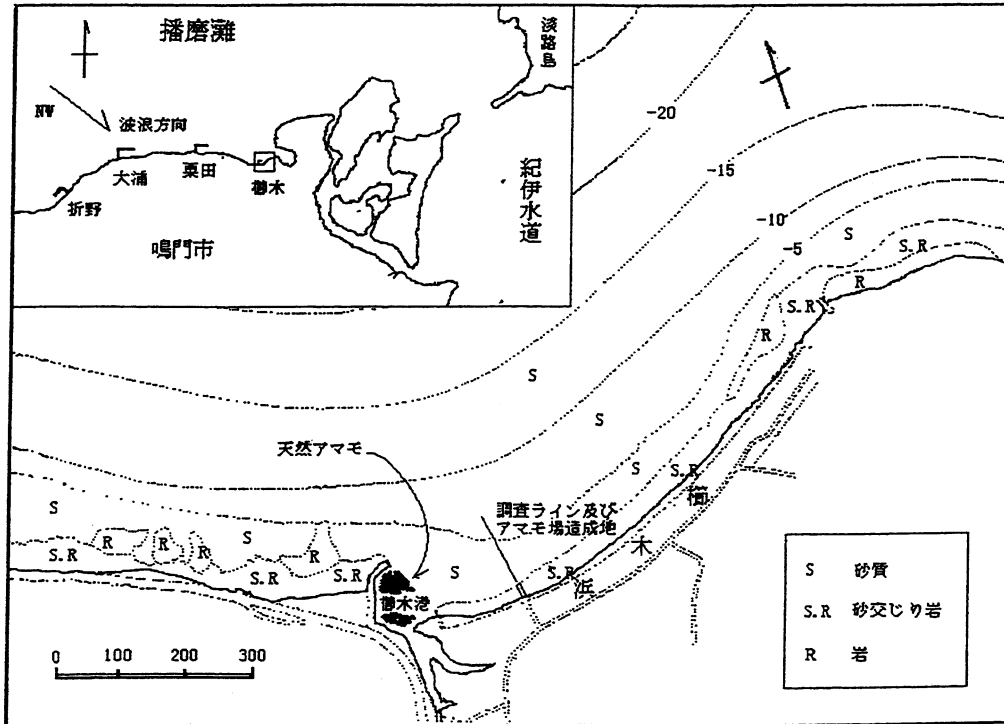 播磨灘
淡路島
NW
波浪方向
大浦
粟田
櫛木
折野
鳴門市
紀伊水道
-20
-15
-10
-5
S
S.R
R
S.R
R
S
S
天然アマモ
S
S.R
櫛
調査ライン及び
アマモ場造成地
木
S
R
R
R
S
R
S.R
S.R
S.R
S
S.R
浜
櫛木港
S 砂質
S.R 砂交じり岩
R 岩
0 100 200 300